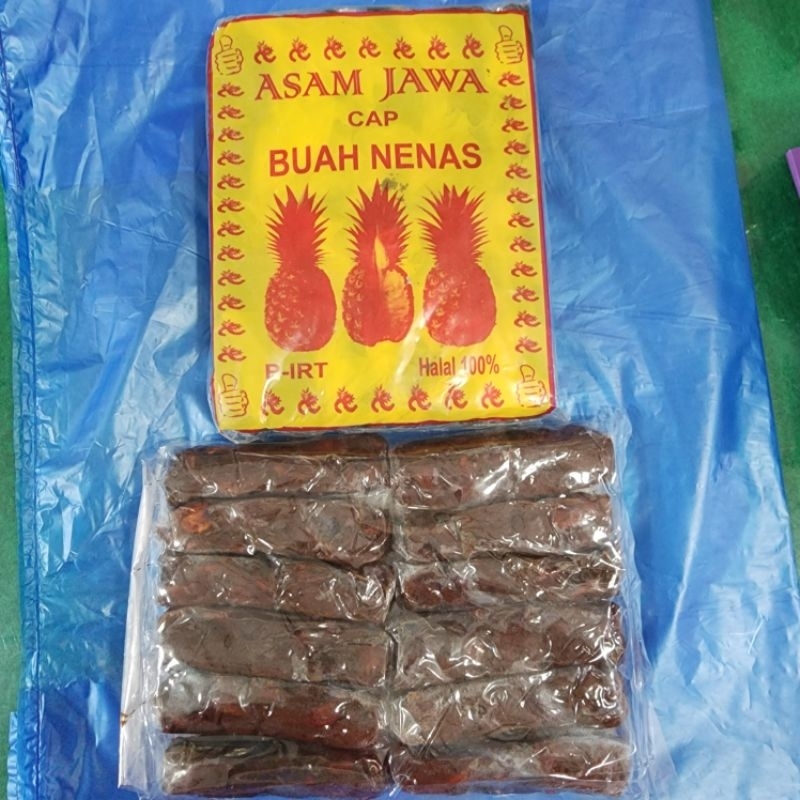 ASAM JAWA
CAP
BUAH NENAS
P-IRT Halal 100%